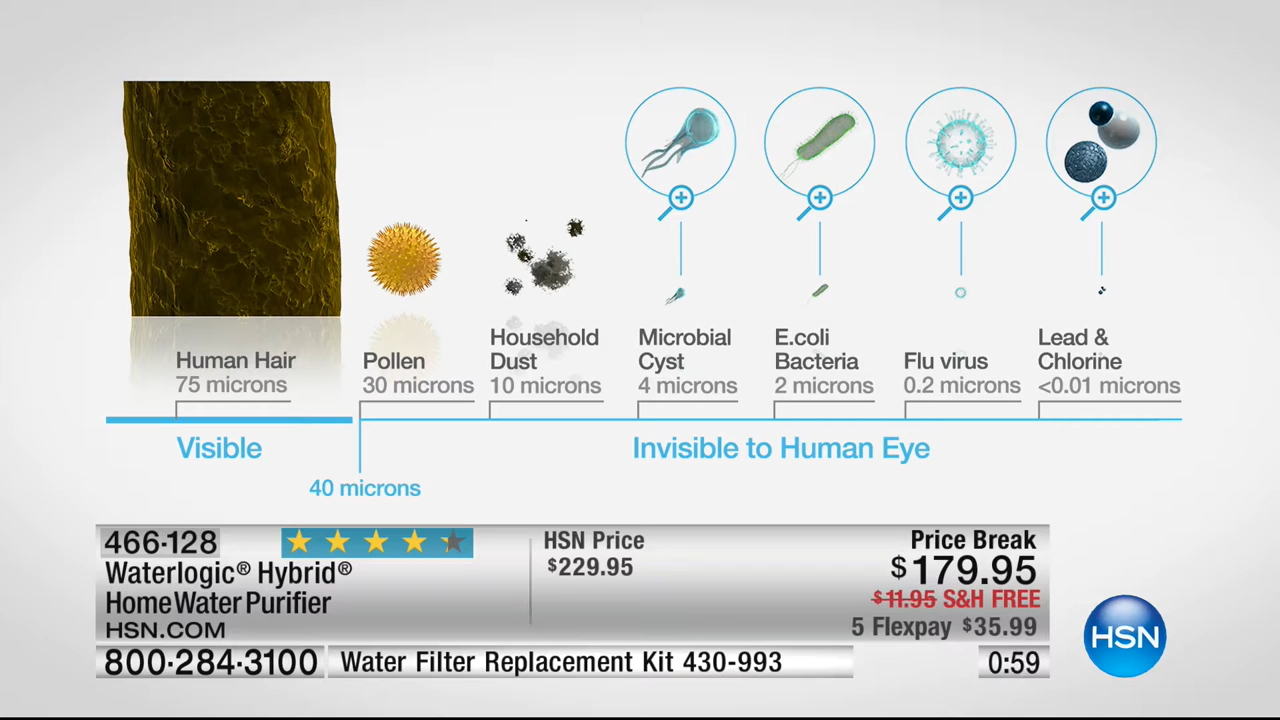 Human Hair
75 microns
Pollen
30 microns
Household
Dust
10 microns
Microbial
Cyst
4 microns
E.coli
Bacteria
2 microns
Flu virus
0.2 microns
Lead &
Chlorine
<0.01 microns
Visible
Invisible to Human Eye
40 microns
466-128
Waterlogic® Hybrid®
Home Water Purifier
HSN.COM
HSN Price
$229.95
Price Break
$179.95
$11.95 S&H FREE
5 Flexpay $35.99
800·284·3100
Water Filter Replacement Kit 430-993
0:59
HSN